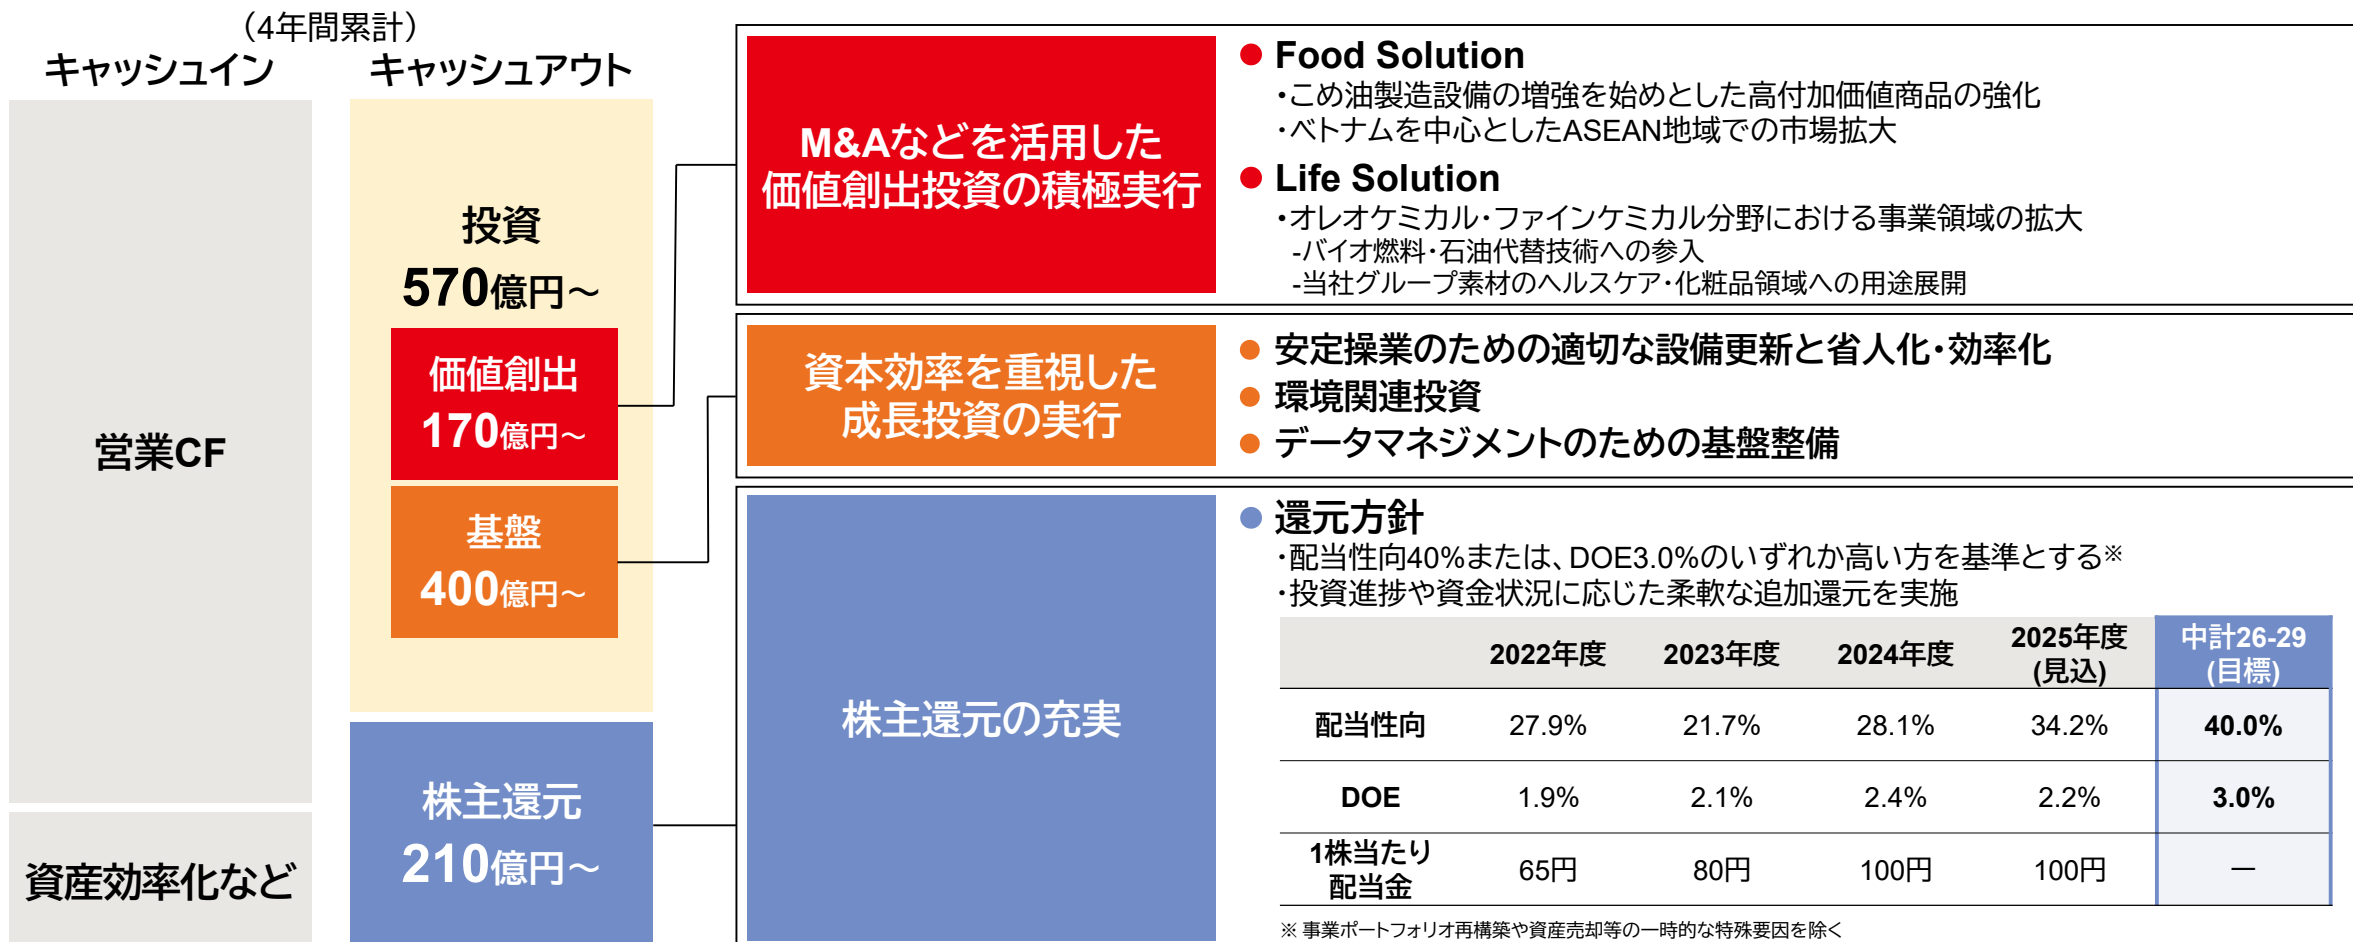 （4年間累計）
キャッシュイン
キャッシュアウト
営業CF
資産効率化など
投資
570億円～
価値創出
170億円～
基盤
400億円～
株主還元
210億円～
M&Aなどを活用した
価値創出投資の積極実行
● Food Solution
・こめ油製造設備の増強を始めとした高付加価値商品の強化
・ベトナムを中心としたASEAN地域での市場拡大
● Life Solution
・オレオケミカル・ファインケミカル分野における事業領域の拡大
-バイオ燃料・石油代替技術への参入
-当社グループ素材のヘルスケア・化粧品領域への用途展開
資本効率を重視した
成長投資の実行
● 安定操業のための適切な設備更新と省人化・効率化
● 環境関連投資
● データマネジメントのための基盤整備
株主還元の充実
● 還元方針
・配当性向40%または、DOE3.0%のいずれか高い方を基準とする※
・投資進捗や資金状況に応じた柔軟な追加還元を実施
2022年度 2023年度 2024年度 2025年度(見込) 中計26-29(目標)
配当性向 27.9% 21.7% 28.1% 34.2% 40.0%
DOE 1.9% 2.1% 2.4% 2.2% 3.0%
1株当たり配当金 65円 80円 100円 100円 ―
※ 事業ポートフォリオ再構築や資産売却等の一時的な特殊要因を除く